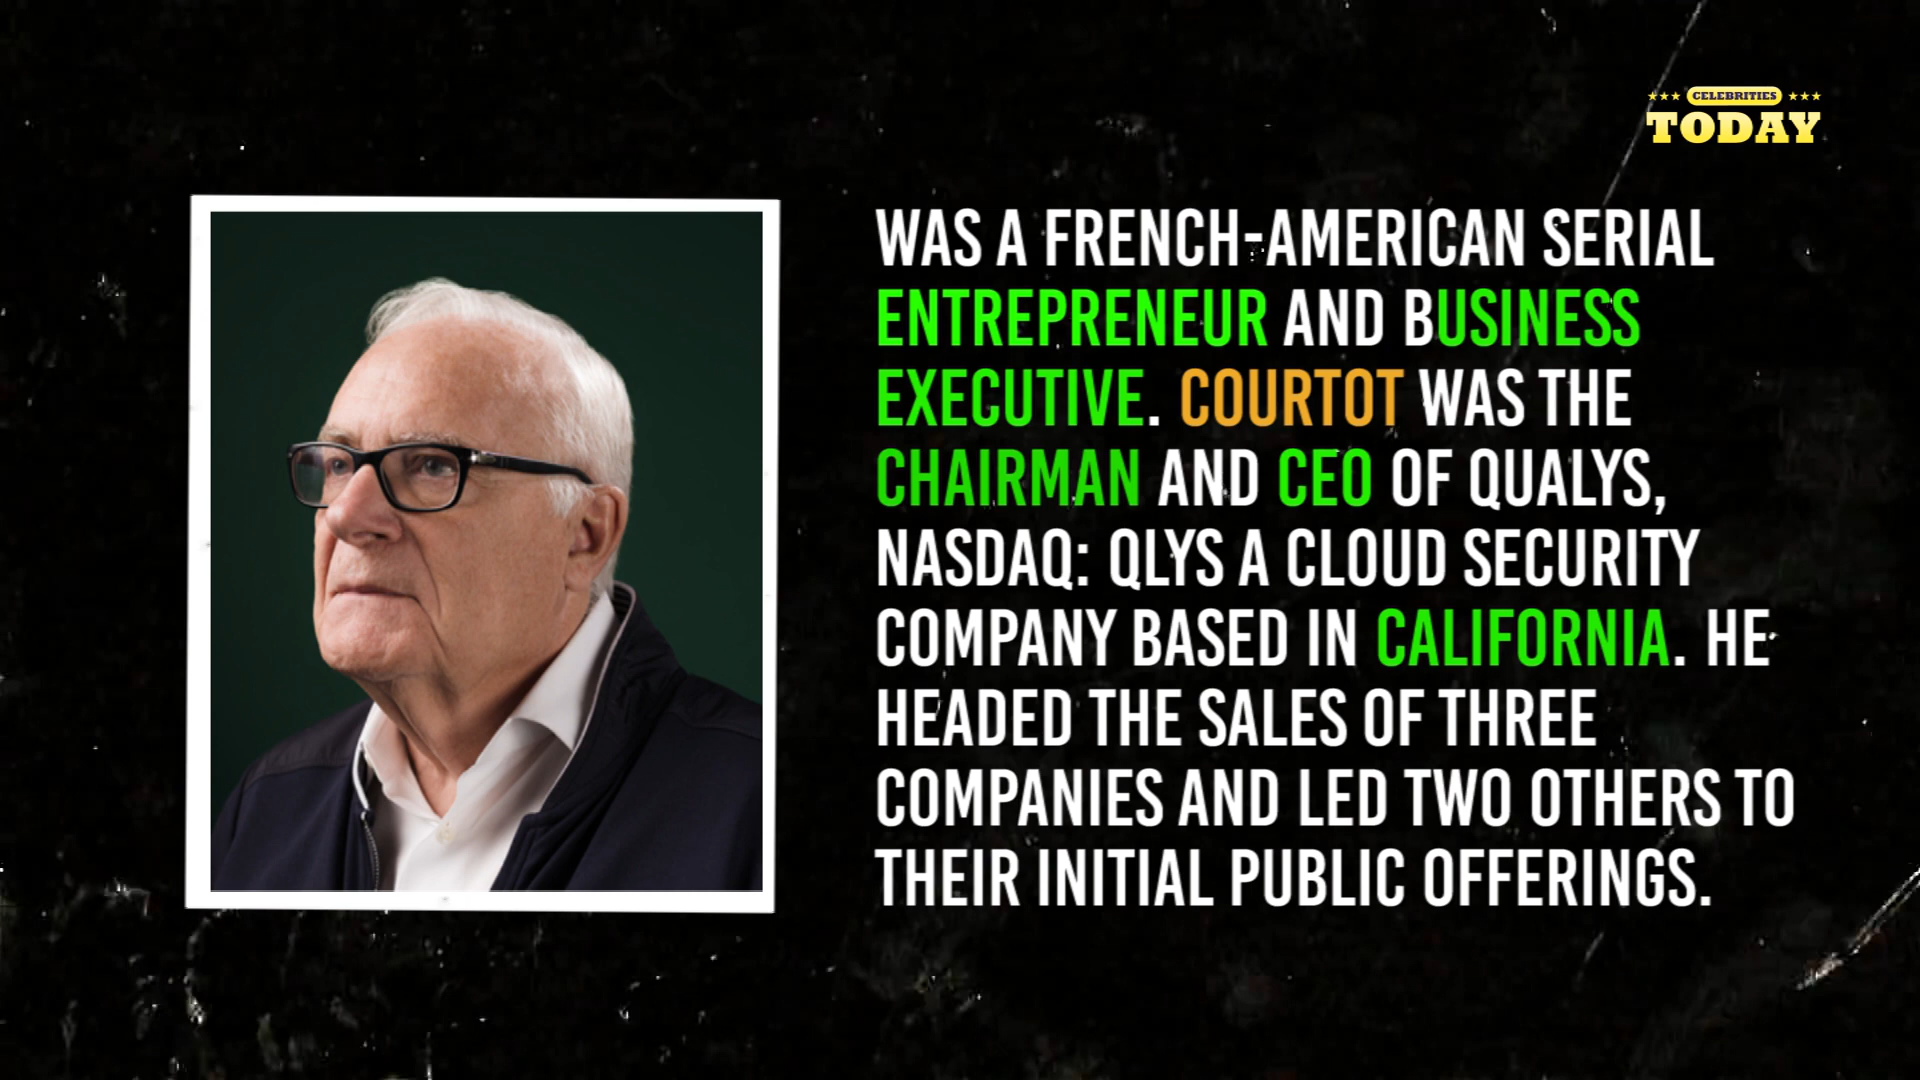 CELEBRITIES
TODAY
WAS A FRENCH-AMERICAN SERIAL
ENTREPRENEUR AND BUSINESS
EXECUTIVE. COURTOT WAS THE
CHAIRMAN AND CEO OF QUALYS,
NASDAQ: QLYS A CLOUD SECURITY
COMPANY BASED IN CALIFORNIA. HE
HEADED THE SALES OF THREE
COMPANIES AND LED TWO OTHERS TO
THEIR INITIAL PUBLIC OFFERINGS.